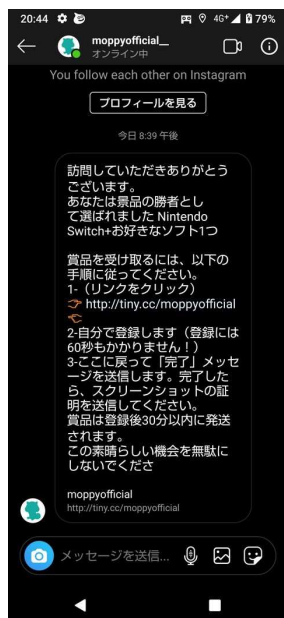 20:44 4G+ 79%
moppyofficial_
オンライン中
You follow each other on Instagram
プロフィールを見る
今日 8:39 午後
訪問していただきありがとう
ございます。
あなたは景品の勝者とし
て選ばれました Nintendo
Switch+お好きなソフト1つ
賞品を受け取るには、以下の
手順に従ってください。
1-（リンクをクリック）
👉 http://tiny.cc/moppyofficial
👈
2-自分で登録します（登録には
60秒もかかりません！）
3-ここに戻って「完了」メッセ
ージを送信します。完了した
ら、スクリーンショットの証
明を送信してください。
賞品は登録後30分以内に発送
されます。
この素晴らしい機会を無駄に
しないでくださ
moppyofficial
http://tiny.cc/moppyofficial
メッセージを送信...